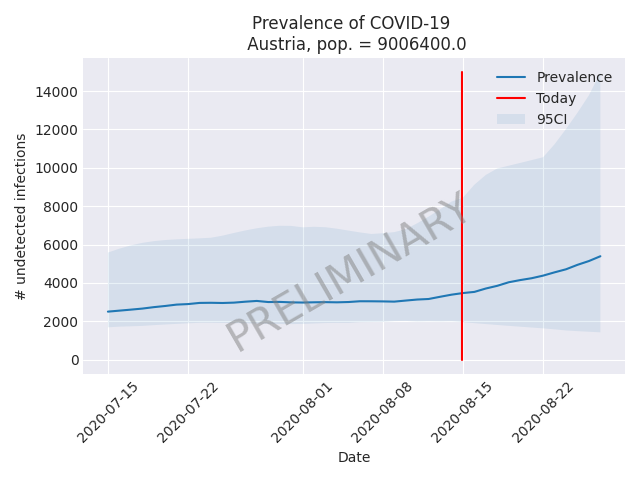 Prevalence of COVID-19
Austria, pop. = 9006400.0
Prevalence
Today
95CI
PRELIMINARY
# undetected infections
14000
12000
10000
8000
6000
4000
2000
0
2020-07-15
2020-07-22
2020-08-01
2020-08-08
2020-08-15
2020-08-22
Date